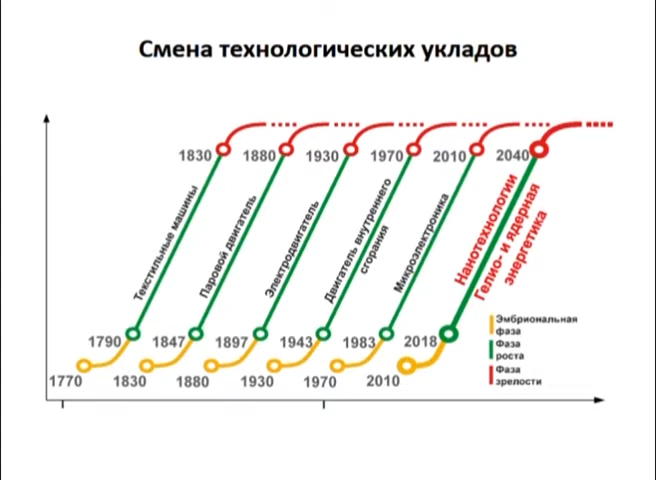 Смена технологических укладов
1830
1880
1930
1970
2010
2040
Текстильные машины
Паровой двигатель
Электродвигатель
Двигатель внутреннего
сгорания
Микроэлектроника
Нанотехнологии
Гелио- и ядерная
энергетика
1790
1847
1897
1943
1983
2018
1770
1830
1880
1930
1970
2010
Эмбриональная
фаза
Фаза
роста
Фаза
зрелости